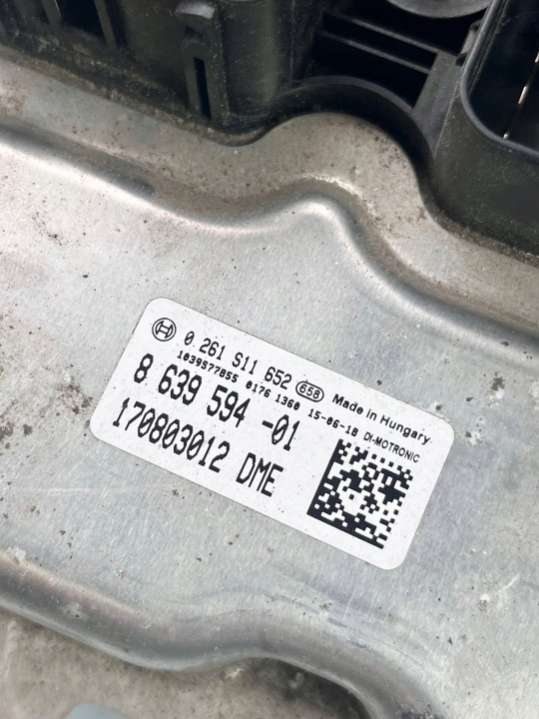 0 261 S11 652 658 Made in Hungary
1039S77855 0176 1360 15-06-18 DI-MOTRONIC
8 639 594 -01
170803012 DME